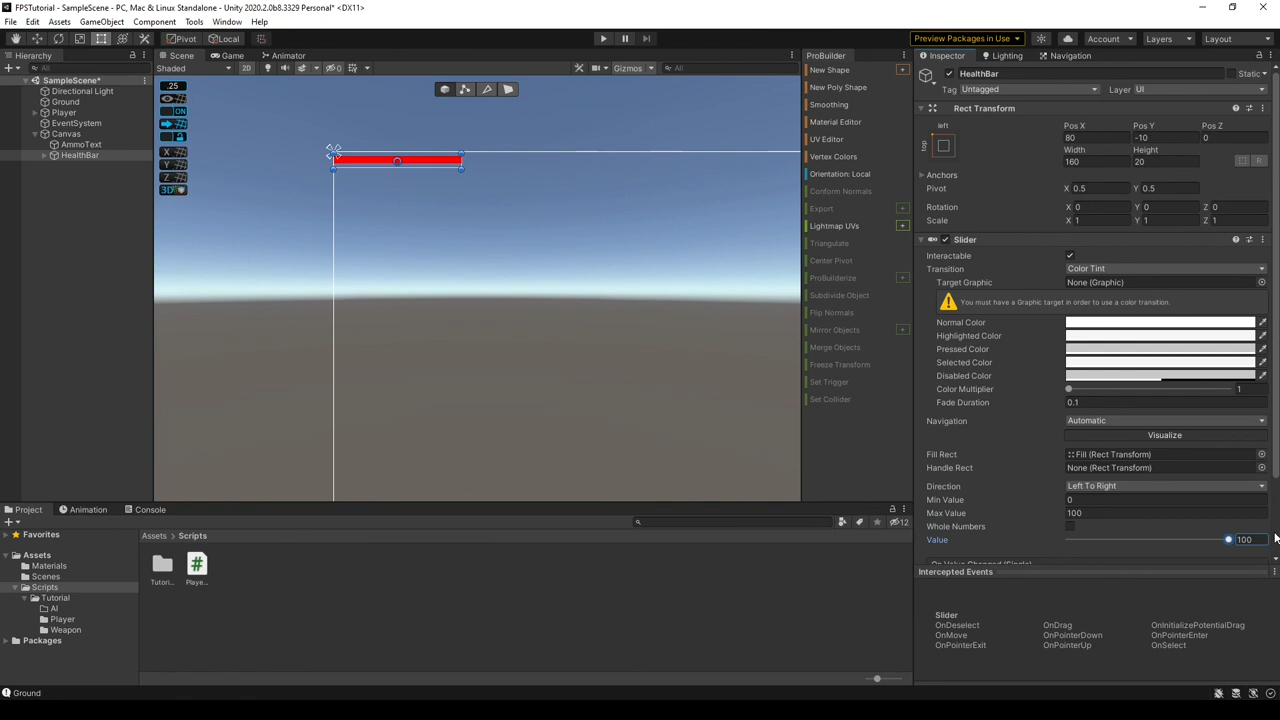 FPSTutorial - SampleScene - PC, Mac & Linux Standalone - Unity 2020.2.0b8.3329 Personal* <DX11>
File Edit Assets GameObject Component Tools Window Help
Pivot Local Preview Packages in Use Account Layers Layout
Hierarchy Scene Game Animator ProBuilder Inspector Lighting Navigation
All
SampleScene*
Directional Light
Ground
Player
EventSystem
Canvas
AmmoText
HealthBar
Shaded 2D 0 Gizmos All
.25
ON
X
Y
Z
3D
New Shape
New Poly Shape
Smoothing
Material Editor
UV Editor
Vertex Colors
Orientation: Local
Conform Normals
Export
Lightmap UVs
Triangulate
Center Pivot
ProBuilderize
Subdivide Object
Flip Normals
Mirror Objects
Merge Objects
Freeze Transform
Set Trigger
Set Collider
HealthBar Static
Tag Untagged Layer UI
Rect Transform
left
top
Pos X Pos Y Pos Z
80 -10 0
Width Height
160 20
R
Anchors
Pivot X 0.5 Y 0.5
Rotation X 0 Y 0 Z 0
Scale X 1 Y 1 Z 1
Slider
Interactable
Transition Color Tint
Target Graphic None (Graphic)
You must have a Graphic target in order to use a color transition.
Normal Color
Highlighted Color
Pressed Color
Selected Color
Disabled Color
Color Multiplier 1
Fade Duration 0.1
Navigation Automatic
Visualize
Fill Rect Fill (Rect Transform)
Handle Rect None (Rect Transform)
Direction Left To Right
Min Value 0
Max Value 100
Whole Numbers
Value 100
On Value Changed (Single)
Intercepted Events
Slider
OnDeselect OnDrag OnInitializePotentialDrag
OnMove OnPointerDown OnPointerEnter
OnPointerExit OnPointerUp OnSelect
Project Animation Console
12
Favorites
Assets
Materials
Scenes
Scripts
Tutorial
AI
Player
Weapon
Packages
Assets Scripts
Tutori... Playe...
Ground